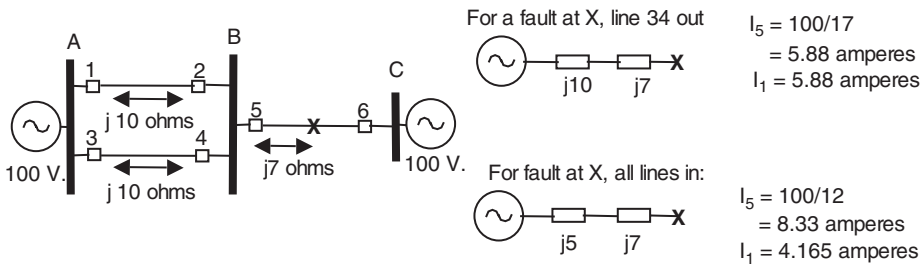 A
B
C
1
2
3
4
5
6
j 10 ohms
j 10 ohms
j7 ohms
X
100 V.
100 V.
For a fault at X, line 34 out
j10
j7
X
I5 = 100/17
= 5.88 amperes
I1 = 5.88 amperes
For fault at X, all lines in:
j5
j7
X
I5 = 100/12
= 8.33 amperes
I1 = 4.165 amperes